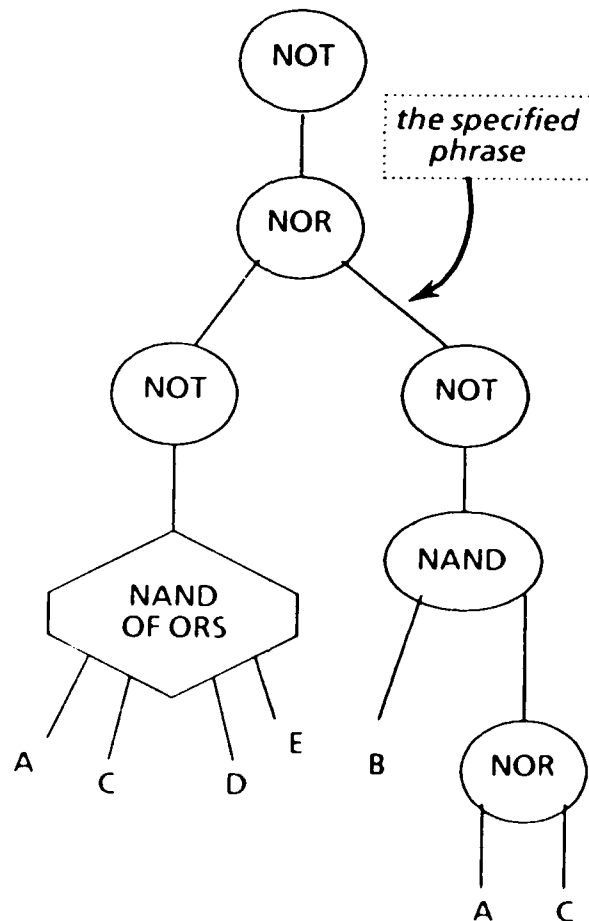 NOT
the specified
phrase
NOR
NOT
NOT
NAND
OF ORS
NAND
A
C
D
E
B
NOR
A
C